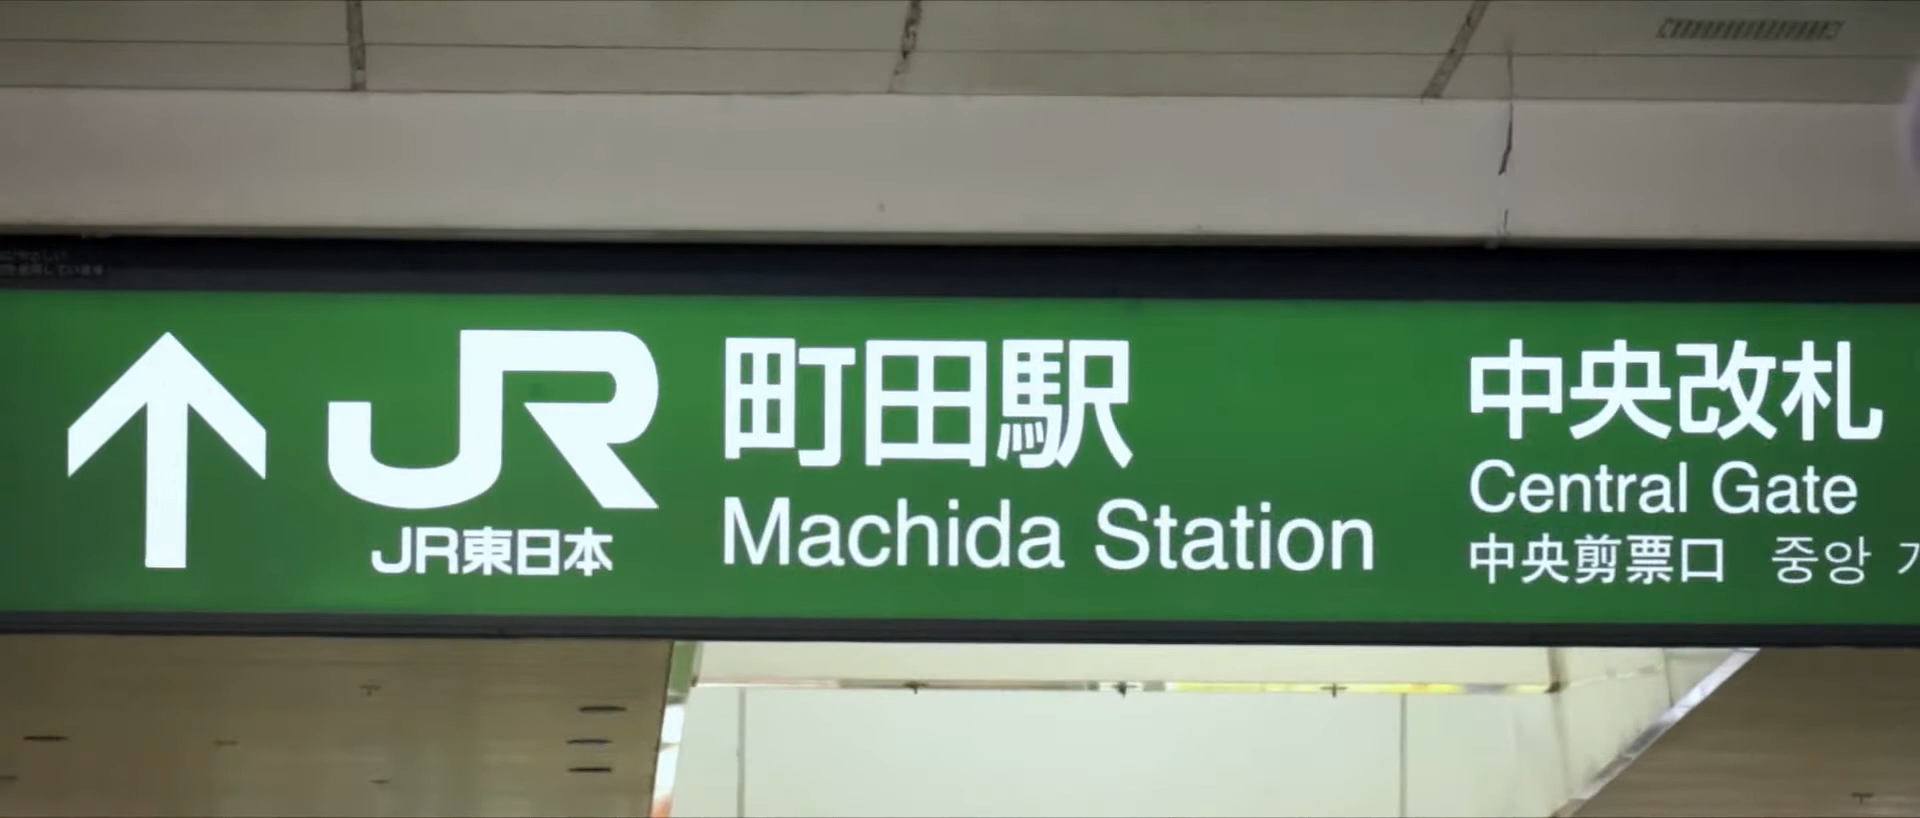 JR
JR東日本
町田駅
Machida Station
中央改札
Central Gate
中央剪票口 중앙